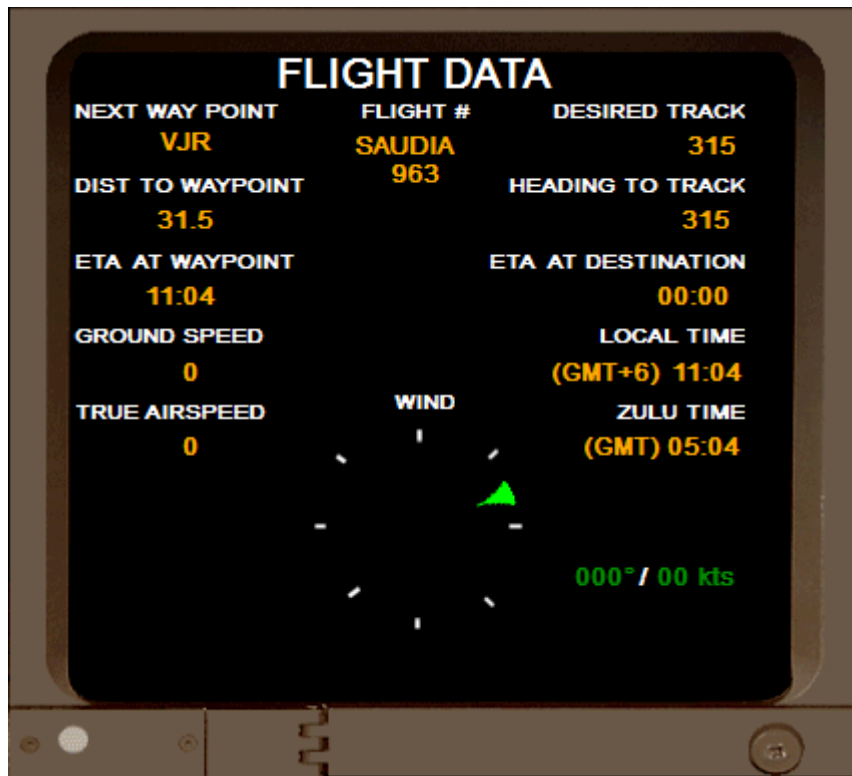 FLIGHT DATA
NEXT WAY POINT FLIGHT # DESIRED TRACK
VJR SAUDIA 315
963
DIST TO WAYPOINT HEADING TO TRACK
31.5 315
ETA AT WAYPOINT ETA AT DESTINATION
11:04 00:00
GROUND SPEED LOCAL TIME
0 (GMT+6) 11:04
TRUE AIRSPEED WIND ZULU TIME
0 (GMT) 05:04
000°/ 00 kts